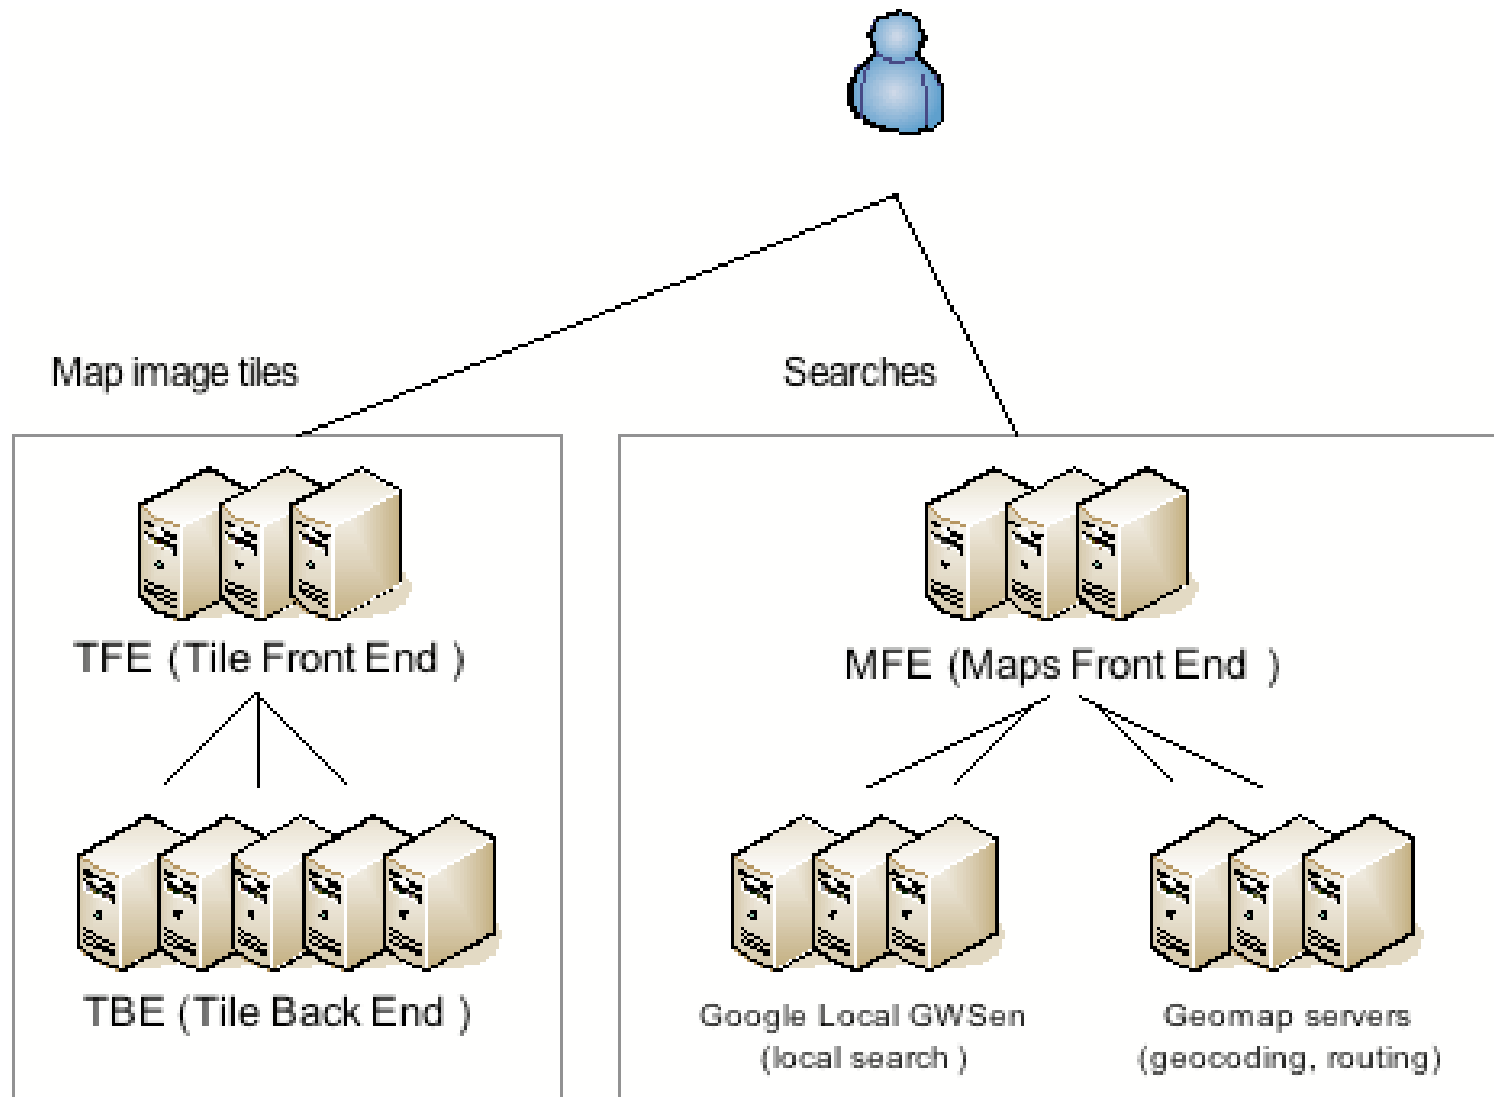 Map image tiles
Searches
TFE (Tile Front End )
MFE (Maps Front End )
TBE (Tile Back End )
Google Local GWSen
(local search )
Geomap servers
(geocoding, routing)